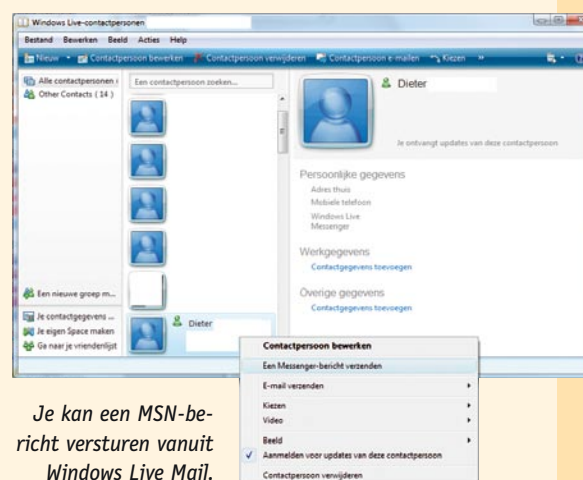 Windows Live-contactpersonen
Bestand Bewerken Beeld Acties Help
Nieuw Contactpersoon bewerken Contactpersoon verwijderen Contactpersoon e-mailen Kiezen »
Alle contactpersonen (
Other Contacts ( 14 )
Een nieuwe groep m...
Je contactgegevens ...
Je eigen Space maken
Ga naar je vriendenlijst
Een contactpersoon zoeken...
Dieter
Dieter
Je ontvangt updates van deze contactpersoon
Persoonlijke gegevens
Adres thuis
Mobiele telefoon
Windows Live
Messenger
Werkgegevens
Contactgegevens toevoegen
Overige gegevens
Contactgegevens toevoegen
Contactpersoon bewerken
Een Messenger-bericht verzenden
E-mail verzenden
Kiezen
Video
Beeld
Aanmelden voor updates van deze contactpersoon
Contactpersoon verwijderen
Je kan een MSN-be-
richt versturen vanuit
Windows Live Mail.